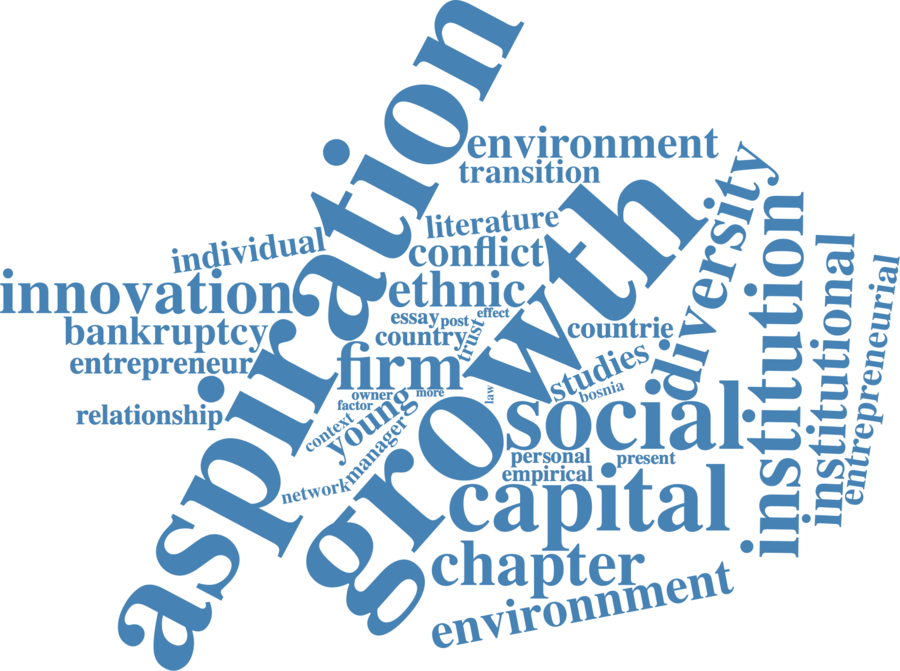 aspiration
growth
environment
transition
diversity
literature
conflict
individual
innovation
ethnic
essay
post
effect
bankruptcy
country
trust
countrie
institution
institutional
entrepreneurial
entrepreneur
firm
studies
bosnia
owner
more
law
factor
relationship
context
young
social
manager
personal
present
empirical
network
capital
chapter
environnment